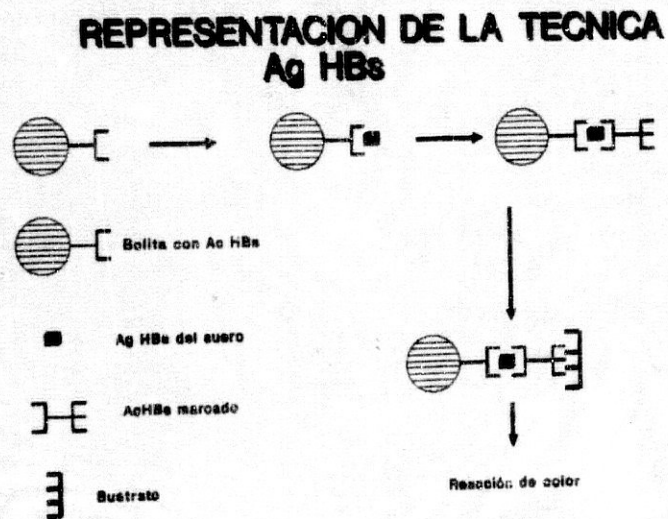 REPRESENTACION DE LA TECNICA
Ag HBs
Bolita con Ac HBs
Ag HBs del suero
AcHBs marcado
Sustrato
Reacción de color